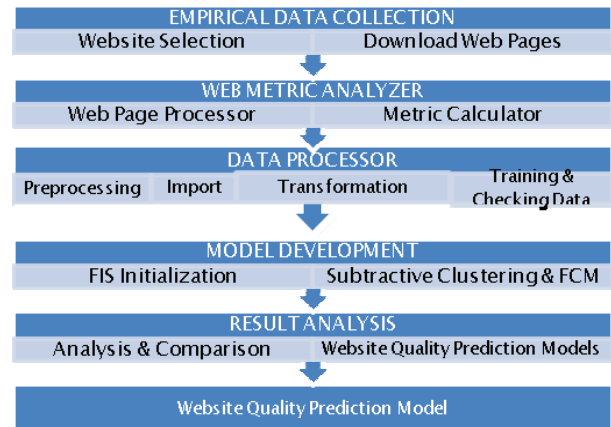 EMPIRICAL DATA COLLECTION
Website Selection
Download Web Pages
WEB METRIC ANALYZER
Web Page Processor
Metric Calculator
DATA PROCESSOR
Preprocessing
Import
Transformation
Training &
Checking Data
MODEL DEVELOPMENT
FIS Initialization
Subtractive Clustering & FCM
RESULT ANALYSIS
Analysis & Comparison
Website Quality Prediction Models
Website Quality Prediction Model